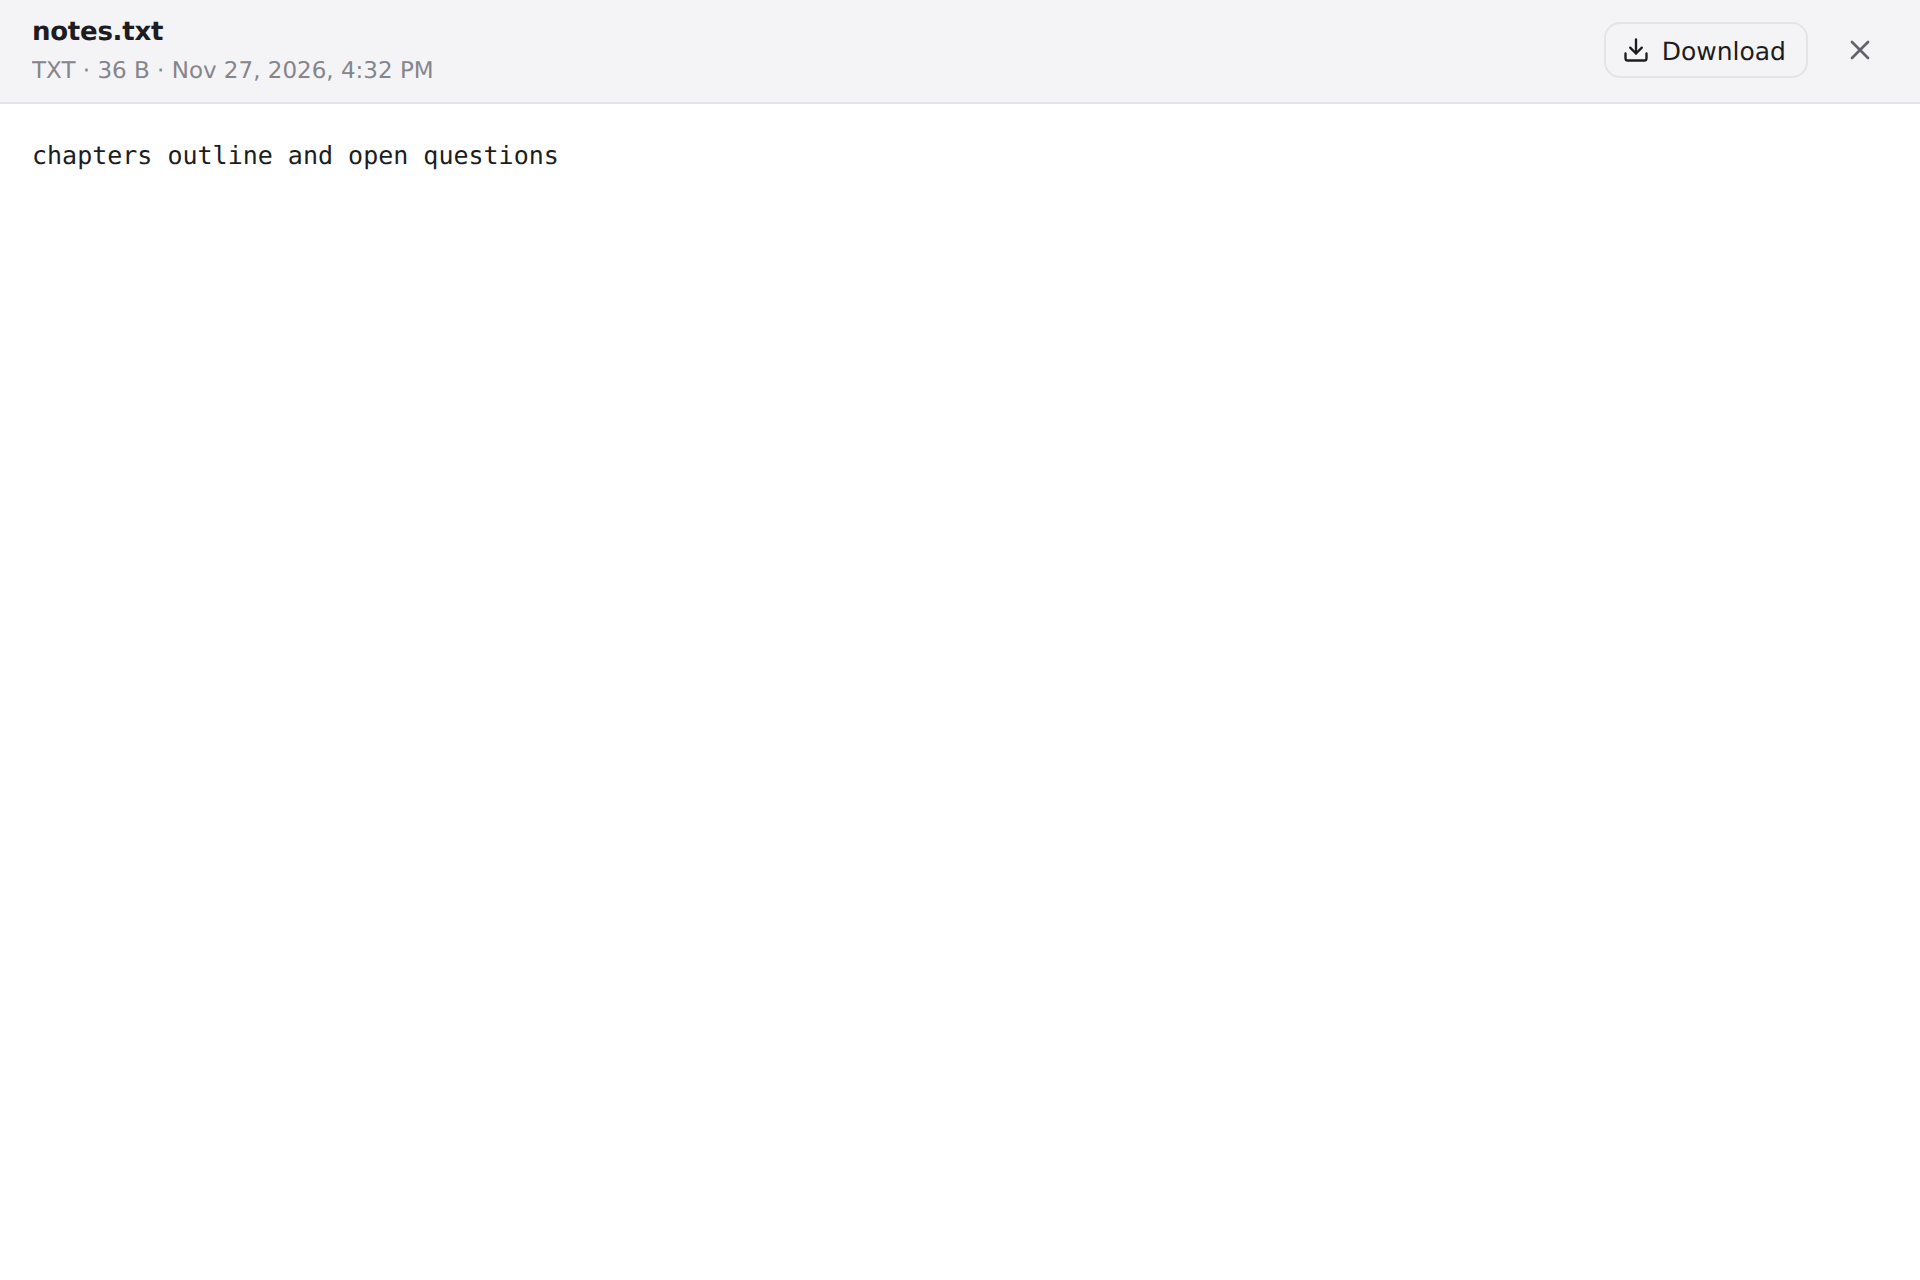 notes.txt
TXT · 36 B · Nov 27, 2026, 4:32 PM
Download
chapters outline and open questions